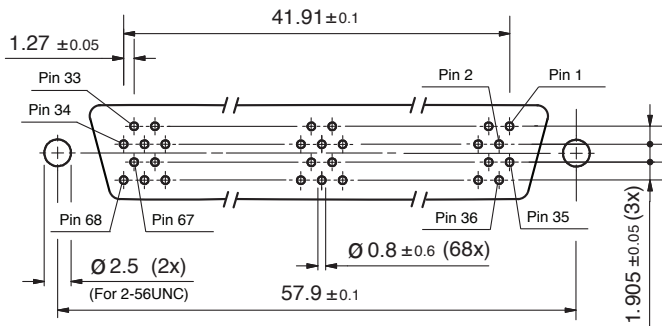 41.91 ±0.1
1.27 ±0.05
Pin 33
Pin 2
Pin 1
Pin 34
Pin 68
Pin 67
Pin 36
Pin 35
Ø 0.8 ±0.6 (68x)
Ø 2.5 (2x)
(For 2-56UNC)
57.9 ±0.1
1.905 ±0.05 (3x)